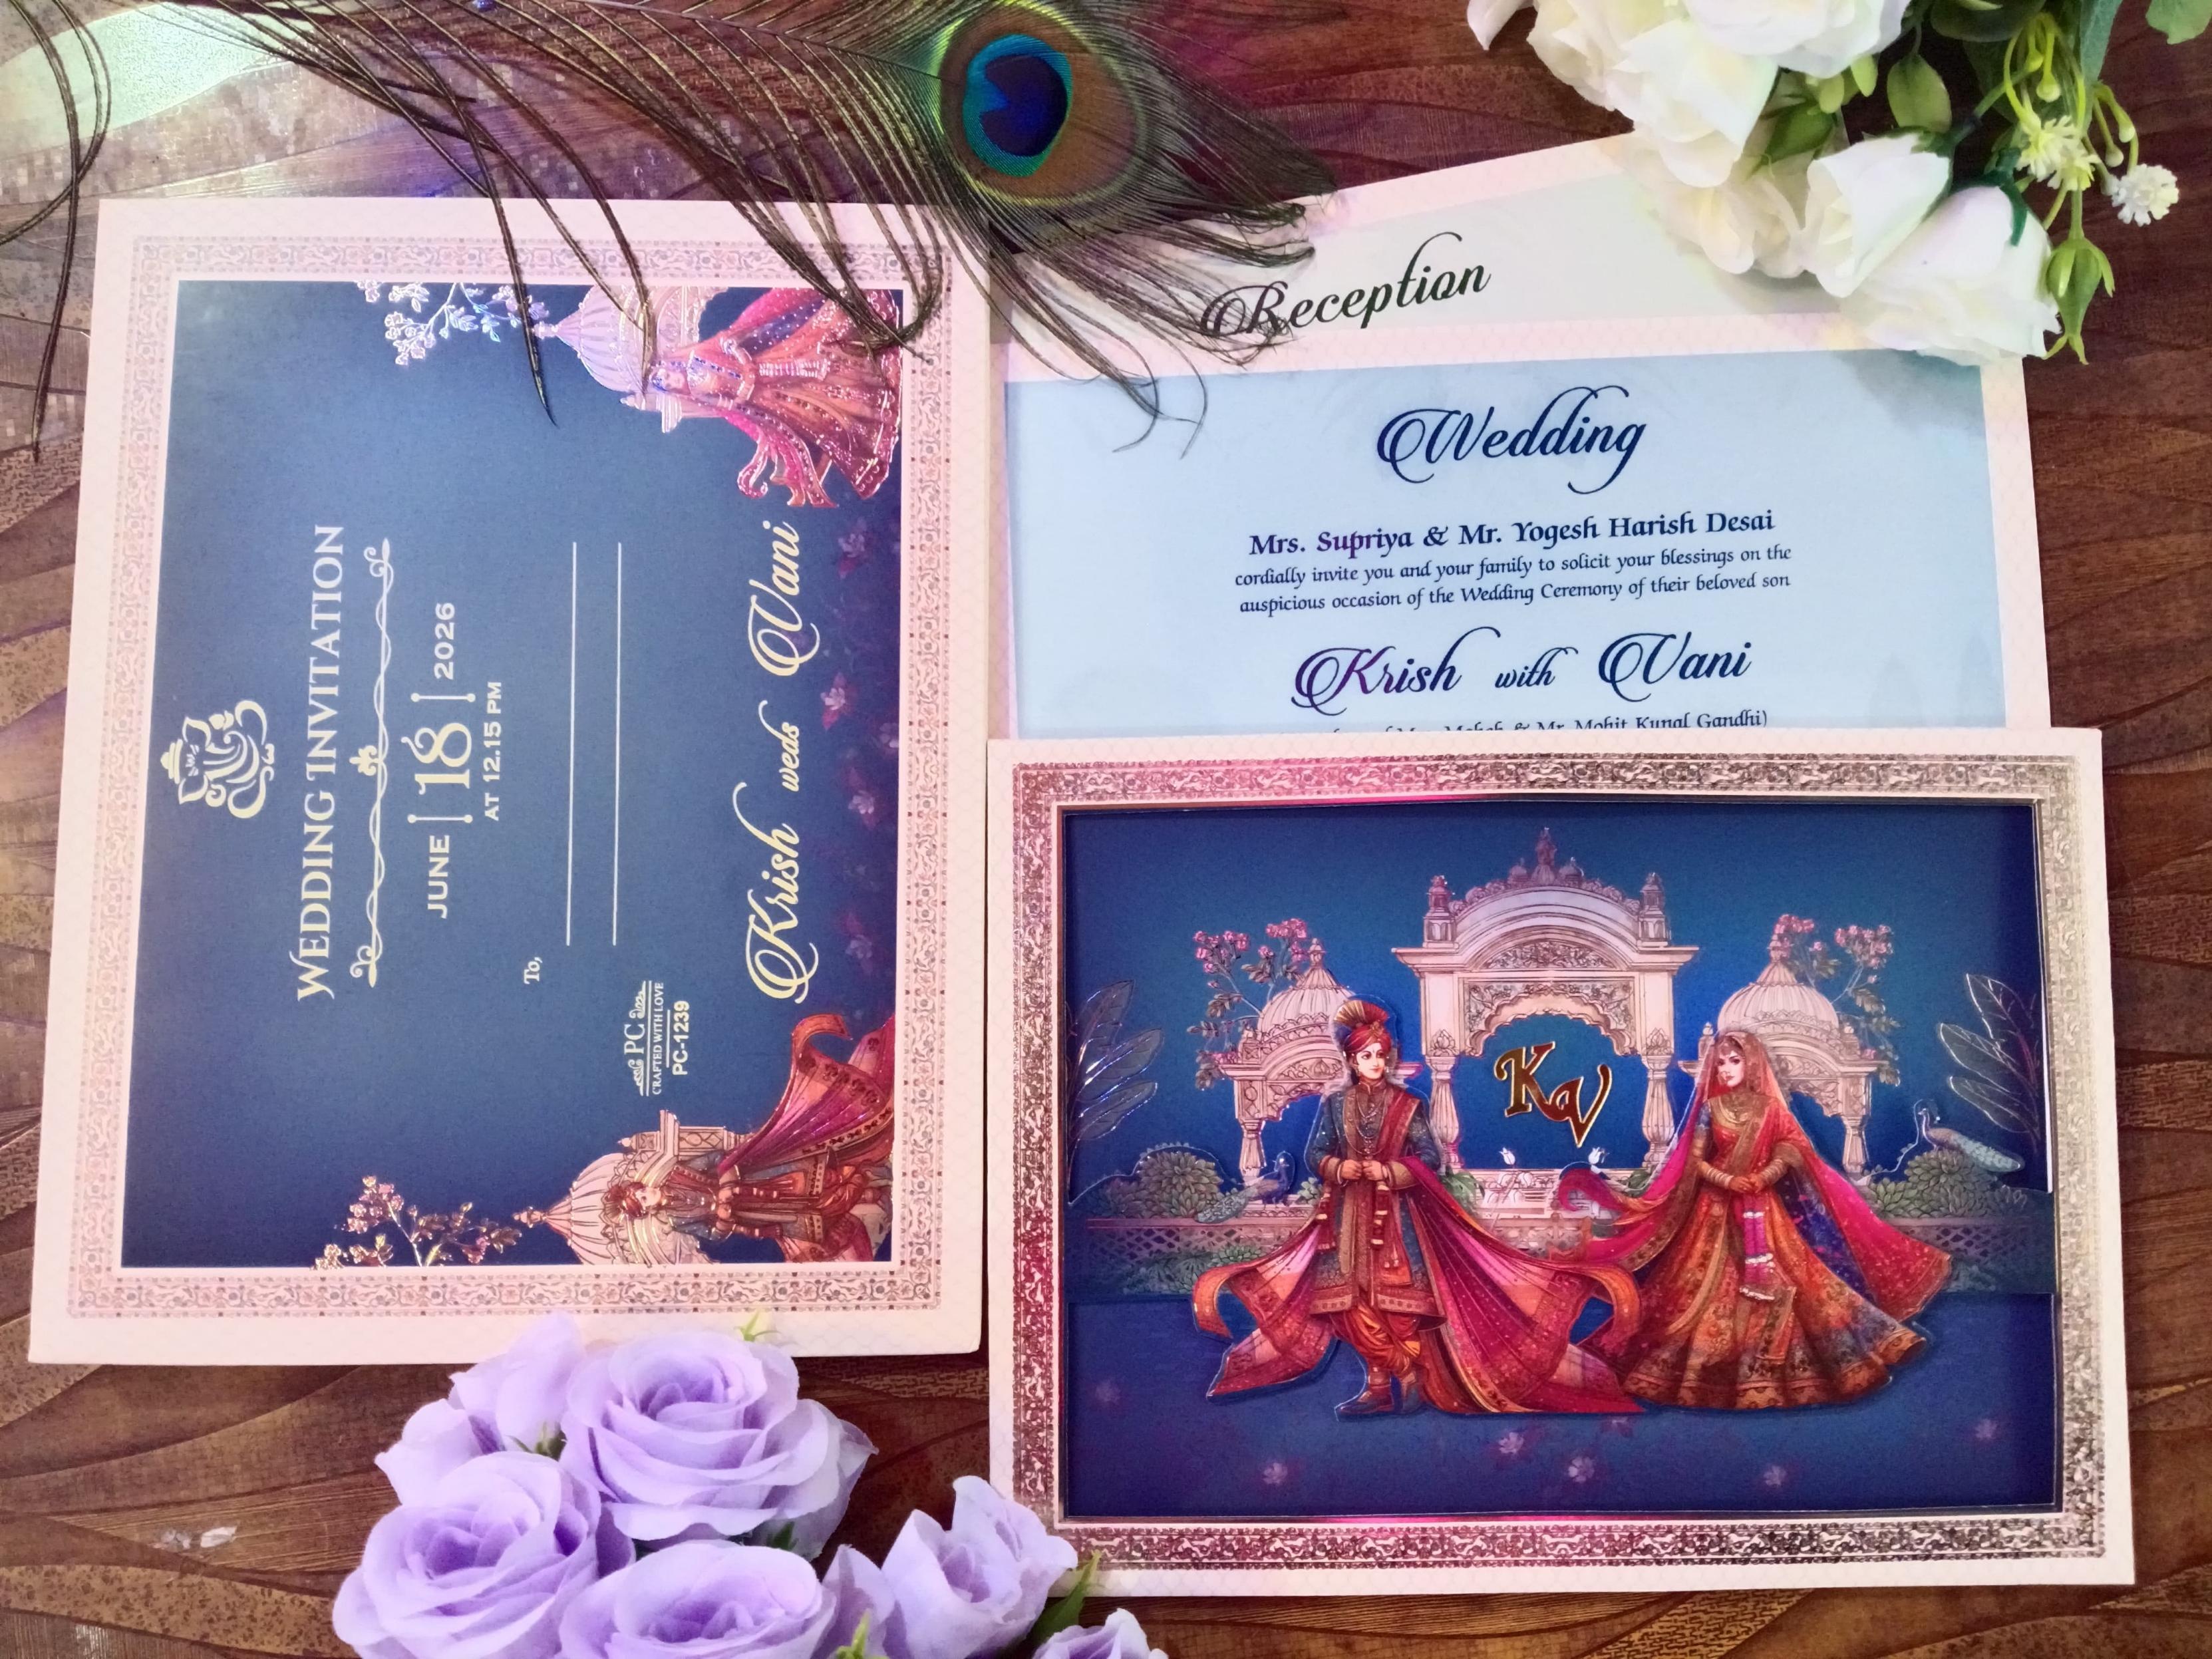 WEDDING INVITATION
JUNE 18 2026
AT 12.15 PM
To,
PC
CRAFTED WITH LOVE
PC-1239
Krish weds Vani
Reception
Wedding
Mrs. Supriya & Mr. Yogesh Harish Desai
cordially invite you and your family to solicit your blessings on the
auspicious occasion of the Wedding Ceremony of their beloved son
Krish with Vani
& Mr. Mohit Kunal Gandhi)
KV